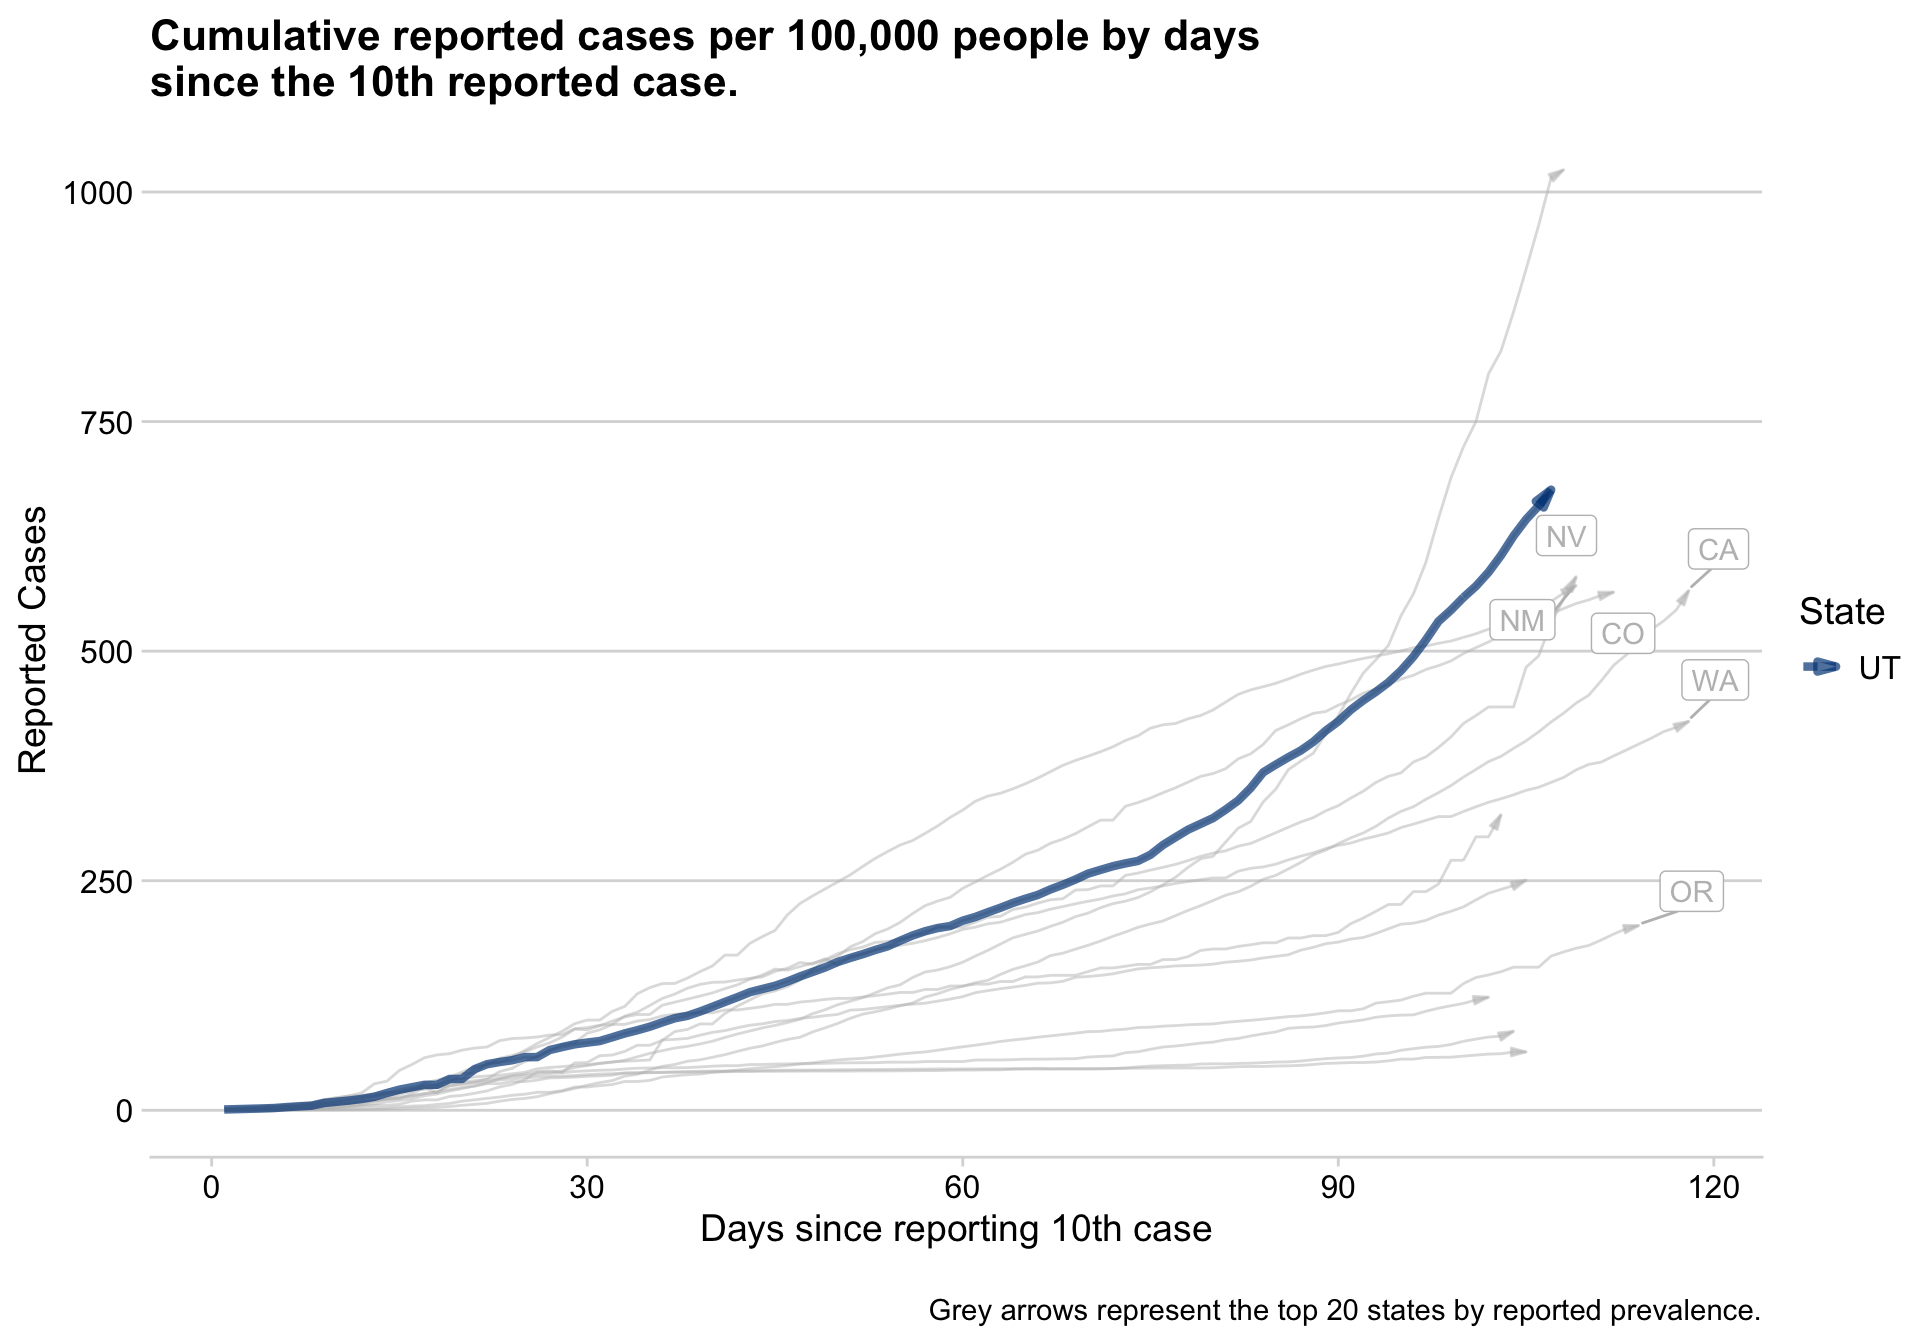 Cumulative reported cases per 100,000 people by days
since the 10th reported case.
1000
750
500
250
0
Reported Cases
NV
CA
NM
CO
WA
OR
State
UT
0 30 60 90 120
Days since reporting 10th case
Grey arrows represent the top 20 states by reported prevalence.